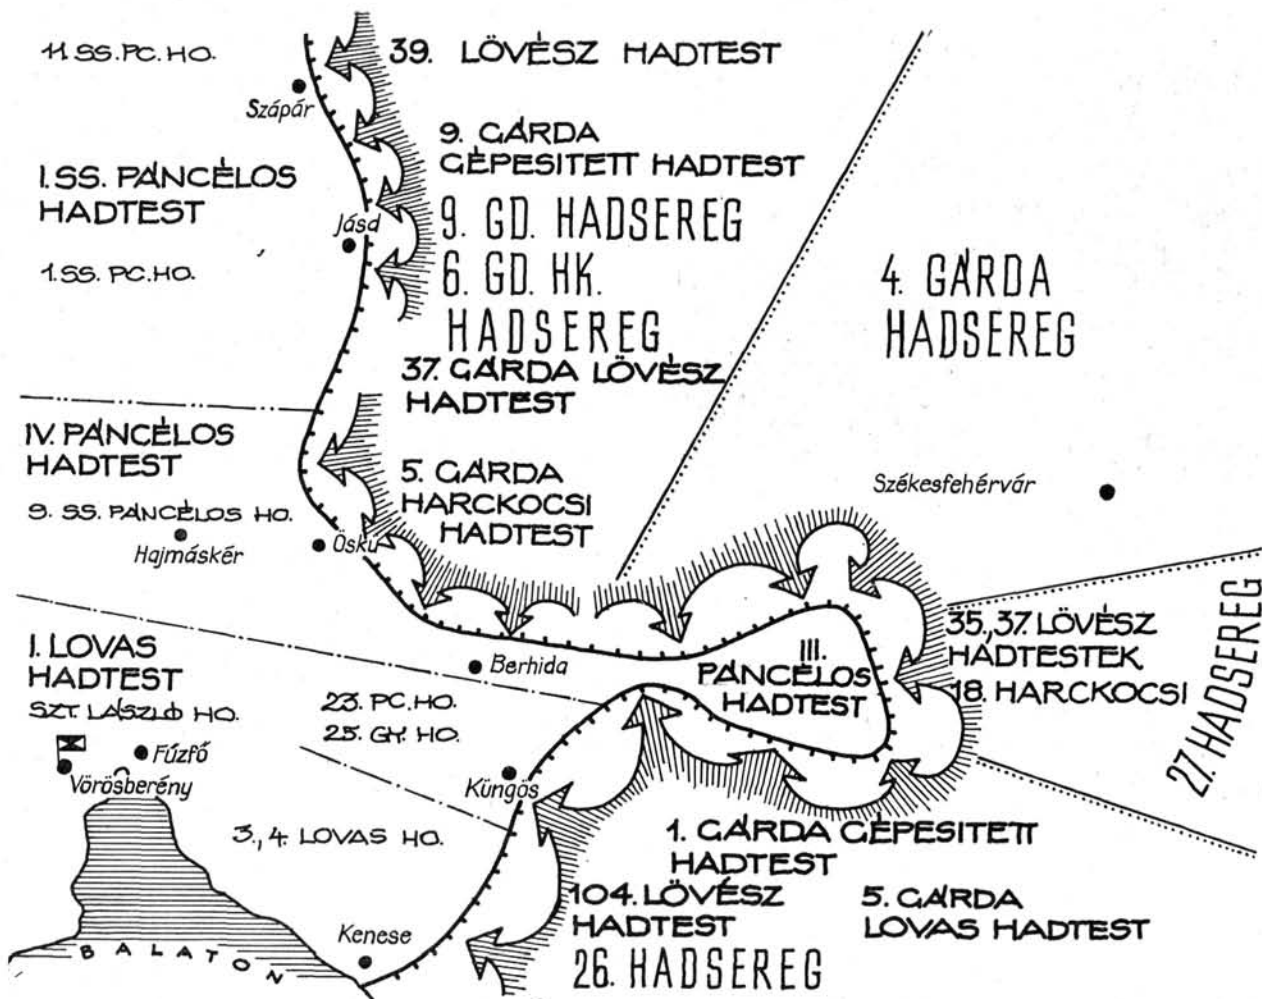 11. SS. PC. HO.
39. LÖVÉSZ HADTEST
Szápár
9. GÁRDA
GÉPESITETT HADTEST
I. SS. PÁNCÉLOS
HADTEST
9. GD. HADSEREG
Jásd
1. SS. PC. HO.
6. GD. HK.
HADSEREG
4. GÁRDA
HADSEREG
37. GÁRDA LÖVÉSZ
HADTEST
IV. PÁNCÉLOS
HADTEST
5. GÁRDA
HARCKOCSI
HADTEST
Székesfehérvár
9. SS. PÁNCÉLOS HO.
Hajmáskér
Öskü
I. LOVAS
HADTEST
SZT. LÁSZLÓ HO.
Berhida
23. PC. HO.
25. GY. HO.
III.
PÁNCÉLOS
HADTEST
35, 37. LÖVÉSZ
HADTESTEK
18. HARCKOCSI
27. HADSEREG
Fűzfő
Vörösberény
Küngös
3., 4. LOVAS HO.
1. GÁRDA GÉPESITETT
HADTEST
104. LÖVÉSZ
HADTEST
5. GÁRDA
LOVAS HADTEST
Kenese
26. HADSEREG
BALATON